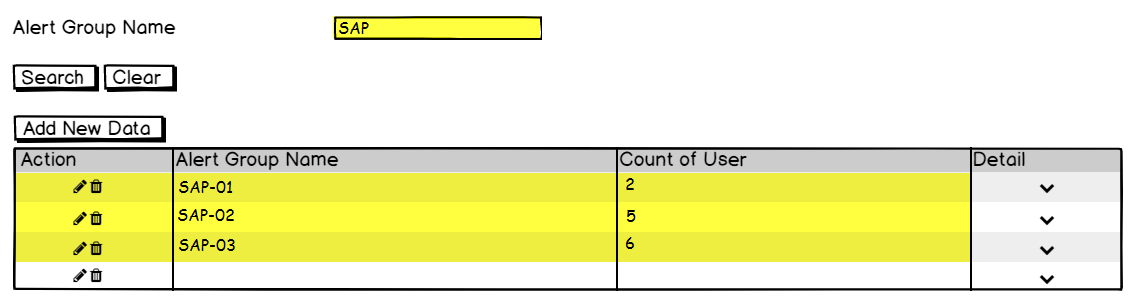 Alert Group Name SAP
Search Clear
Add New Data
Action Alert Group Name Count of User Detail
SAP-01 2
SAP-02 5
SAP-03 6